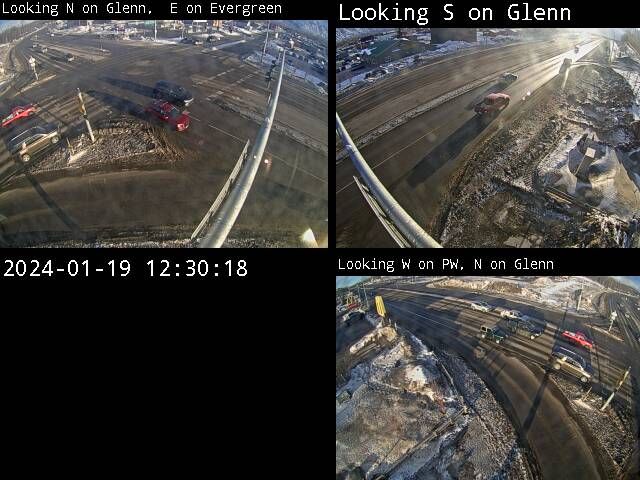 Looking N on Glenn,  E on Evergreen
Looking S on Glenn
2024-01-19 12:30:18
Looking W on PW, N on Glenn